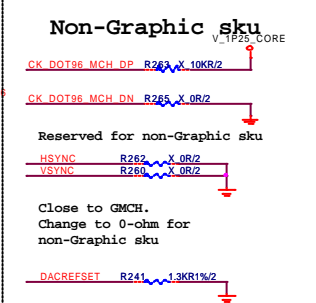 Non-Graphic sku
V_1P25_CORE
CK_DOT96_MCH_DP R263 X_10KR/2
CK_DOT96_MCH_DN R265 X_0R/2
Reserved for non-Graphic sku
HSYNC R262 X_0R/2
VSYNC R260 X_0R/2
Close to GMCH.
Change to 0-ohm for
non-Graphic sku
DACREFSET R241 1.3KR1%/2